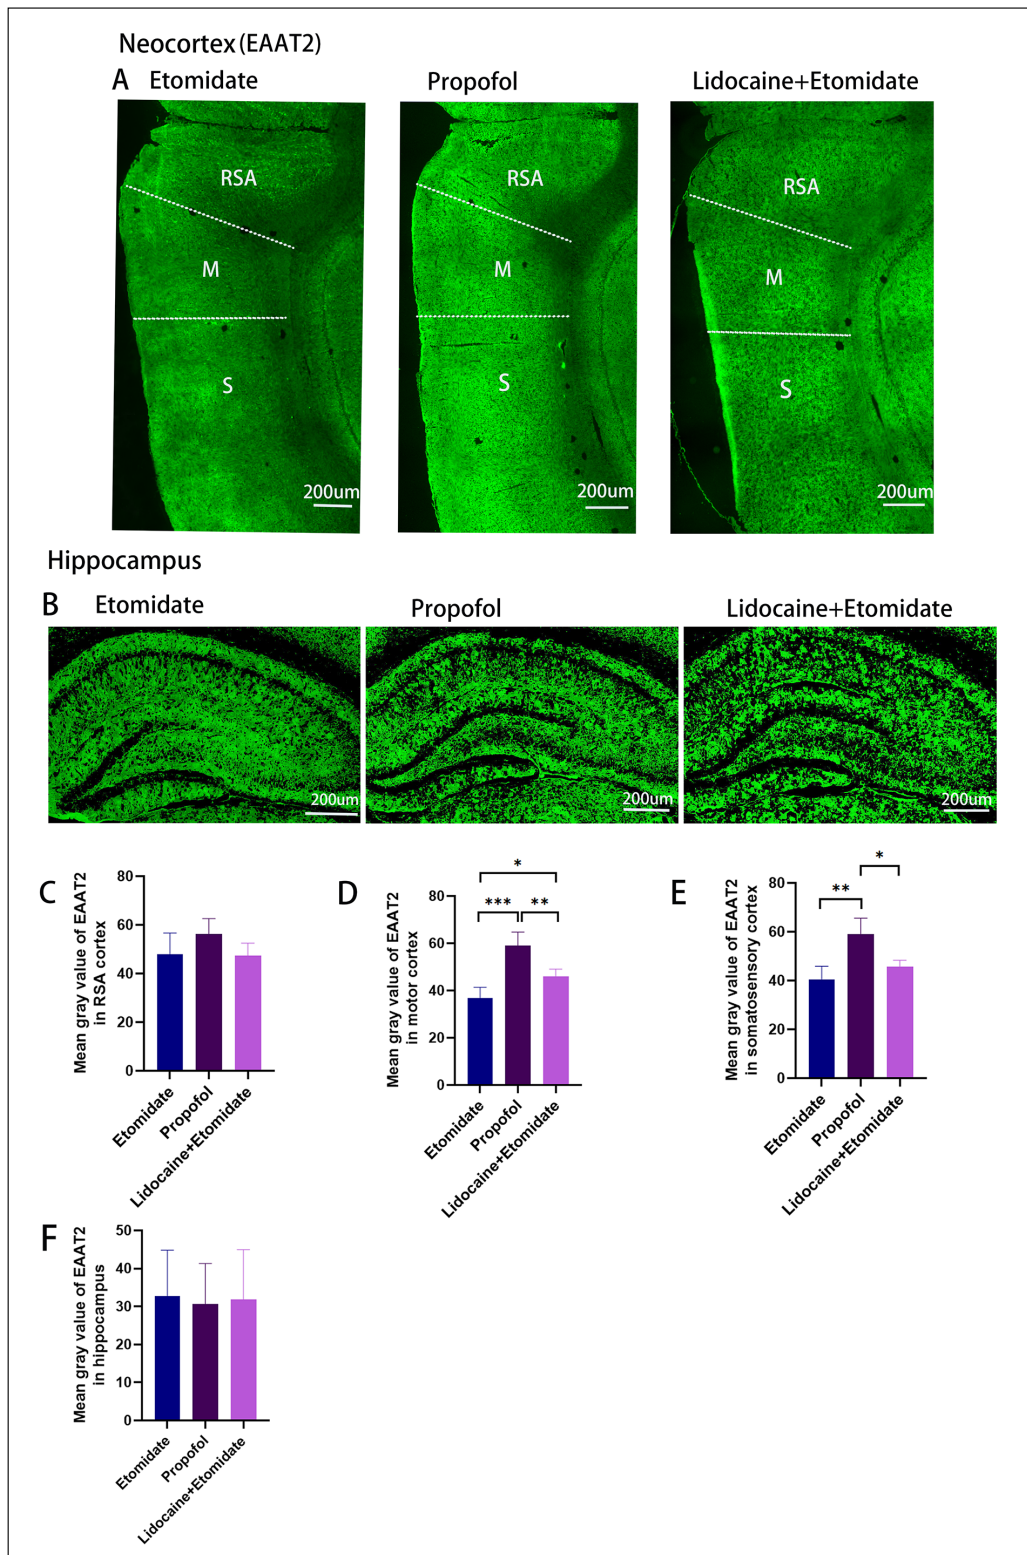 Neocortex(EAAT2)
A Etomidate Propofol Lidocaine+Etomidate
RSA RSA RSA
M M M
S S S
200um 200um 200um
Hippocampus
B Etomidate Propofol Lidocaine+Etomidate
200um 200um 200um
C
Mean gray value of EAAT2
in RSA cortex
80
60
40
20
0
Etomidate
Propofol
Lidocaine+Etomidate
D
Mean gray value of EAAT2
in motor cortex
80
60
40
20
0
*
*** **
Etomidate
Propofol
Lidocaine+Etomidate
E
Mean gray value of EAAT2
in somatosensory cortex
80
60
40
20
0
*
**
Etomidate
Propofol
Lidocaine+Etomidate
F
Mean gray value of EAAT2
in hippocampus
50
40
30
20
10
0
Etomidate
Propofol
Lidocaine+Etomidate